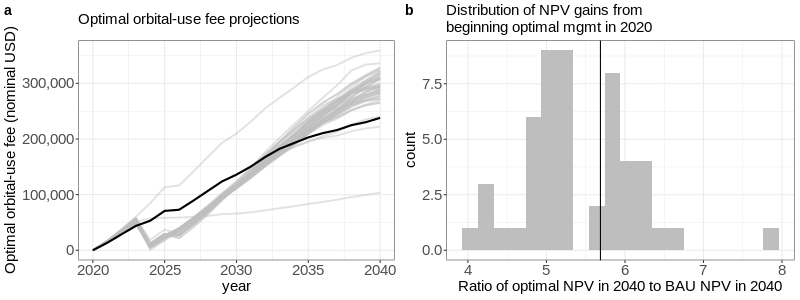 a
Optimal orbital-use fee projections
Optimal orbital-use fee (nominal USD)
300,000
200,000
100,000
0
2020
2025
2030
2035
2040
year
b
Distribution of NPV gains from
beginning optimal mgmt in 2020
count
7.5
5.0
2.5
0.0
4
5
6
7
8
Ratio of optimal NPV in 2040 to BAU NPV in 2040